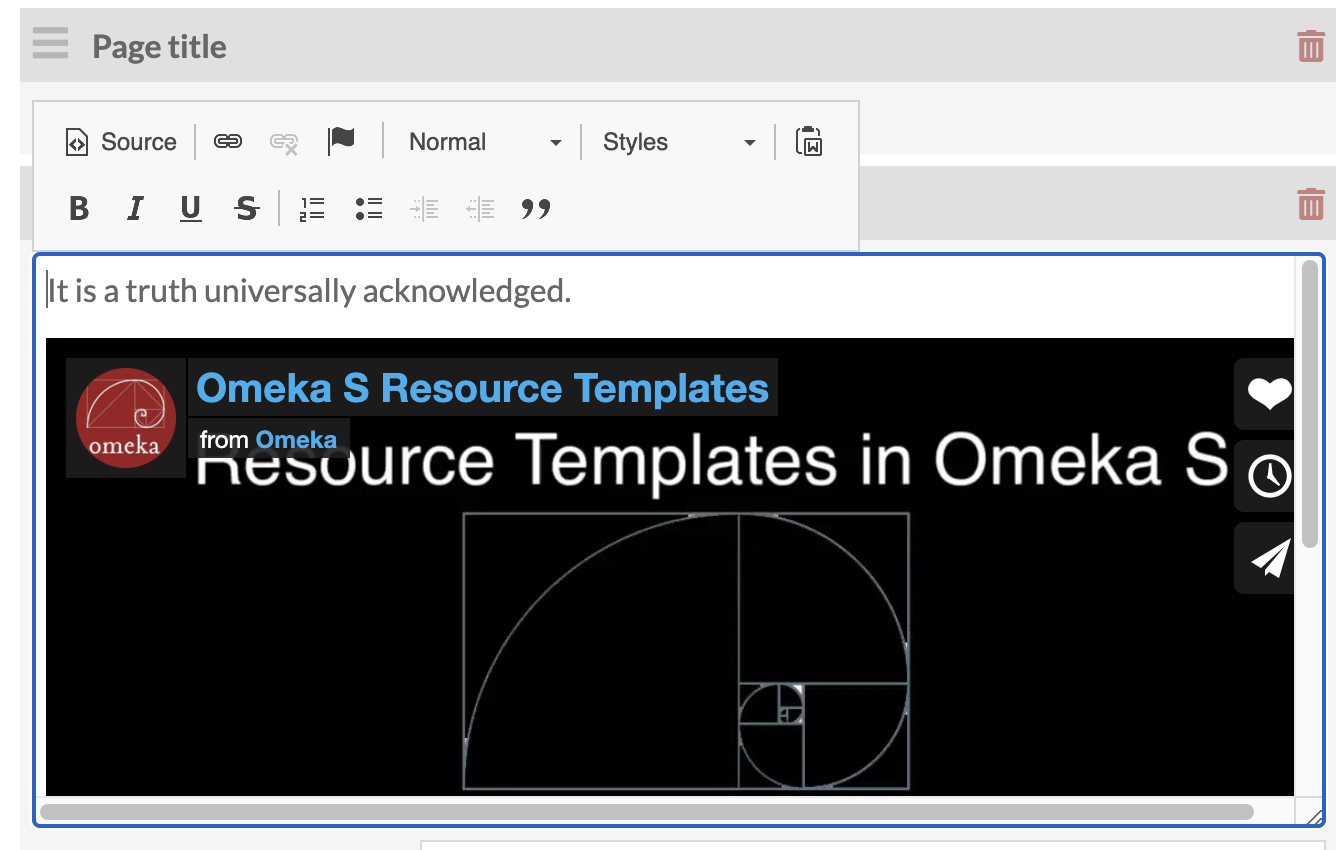 Page title
Source
Normal
Styles
B I U S
It is a truth universally acknowledged.
omeka
Omeka S Resource Templates
from Omeka
Resource Templates in Omeka S